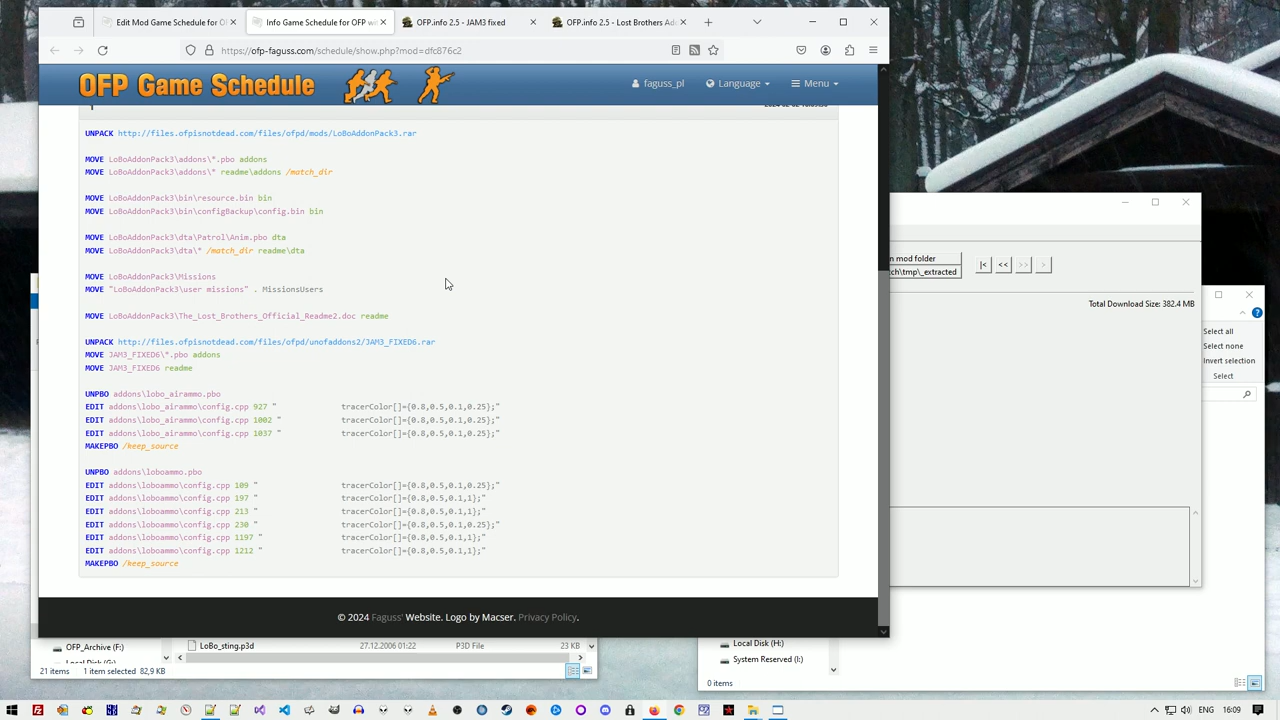 Edit Mod Game Schedule for OF
Info Game Schedule for OFP w
OFP.info 2.5 - JAM3 fixed
OFP.info 2.5 - Lost Brothers Ad
https://ofp-faguss.com/schedule/show.php?mod=dfc876c2
OFP Game Schedule
faguss_pl
Language
Menu
UNPACK http://files.ofpisnotdead.com/files/ofpd/mods/LoBoAddonPack3.rar
MOVE LoBoAddonPack3\addons\*.pbo addons
MOVE LoBoAddonPack3\addons\* readme\addons /match_dir
MOVE LoBoAddonPack3\bin\resource.bin bin
MOVE LoBoAddonPack3\bin\configBackup\config.bin bin
MOVE LoBoAddonPack3\dta\Patrol\Anim.pbo dta
MOVE LoBoAddonPack3\dta\* /match_dir readme\dta
MOVE LoBoAddonPack3\Missions
MOVE "LoBoAddonPack3\user missions" . MissionsUsers
MOVE LoBoAddonPack3\The_Lost_Brothers_Official_Readme2.doc readme
UNPACK http://files.ofpisnotdead.com/files/ofpd/unofaddons2/JAM3_FIXED6.rar
MOVE JAM3_FIXED6\*.pbo addons
MOVE JAM3_FIXED6 readme
UNPBO addons\lobo_airammo.pbo
EDIT addons\lobo_airammo\config.cpp 927 " tracerColor[]={0.8,0.5,0.1,0.25};"
EDIT addons\lobo_airammo\config.cpp 1002 " tracerColor[]={0.8,0.5,0.1,0.25};"
EDIT addons\lobo_airammo\config.cpp 1037 " tracerColor[]={0.8,0.5,0.1,0.25};"
MAKEPBO /keep_source
UNPBO addons\loboammo.pbo
EDIT addons\loboammo\config.cpp 109 " tracerColor[]={0.8,0.5,0.1,0.25};"
EDIT addons\loboammo\config.cpp 197 " tracerColor[]={0.8,0.5,0.1,1};"
EDIT addons\loboammo\config.cpp 213 " tracerColor[]={0.8,0.5,0.1,1};"
EDIT addons\loboammo\config.cpp 230 " tracerColor[]={0.8,0.5,0.1,0.25};"
EDIT addons\loboammo\config.cpp 1197 " tracerColor[]={0.8,0.5,0.1,1};"
EDIT addons\loboammo\config.cpp 1212 " tracerColor[]={0.8,0.5,0.1,1};"
MAKEPBO /keep_source
© 2024 Faguss' Website. Logo by Macser. Privacy Policy.
n mod folder
ch\tmp\_extracted
|<
<<
>>
>
Total Download Size: 382.4 MB
Select all
Select none
Invert selection
Select
OFP_Archive (F:)
LoBo_sting.p3d
27.12.2006 01:22
P3D File
23 KB
21 items
1 item selected 82,9 KB
Local Disk (H:)
System Reserved (I:)
0 items
ENG
16:09